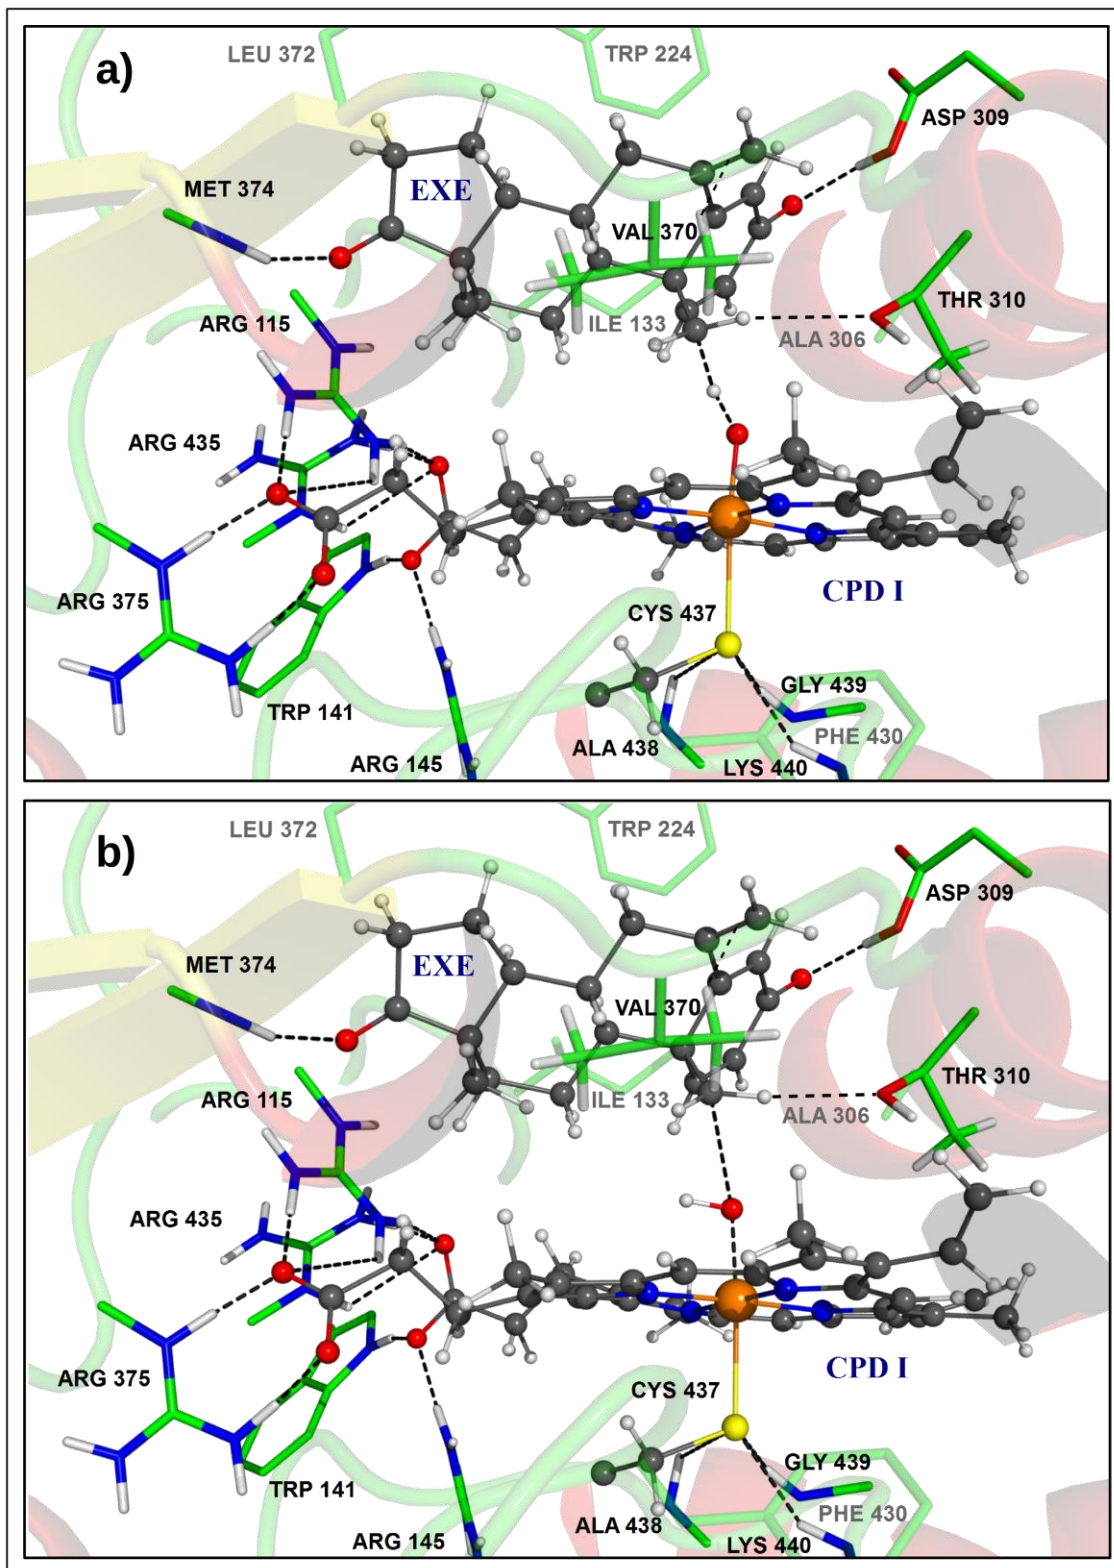 a)
LEU 372
TRP 224
ASP 309
MET 374
EXE
VAL 370
THR 310
ARG 115
ILE 133
ALA 306
ARG 435
ARG 375
CPD I
CYS 437
TRP 141
GLY 439
ALA 438
PHE 430
ARG 145
LYS 440
b)
LEU 372
TRP 224
ASP 309
MET 374
EXE
VAL 370
THR 310
ARG 115
ILE 133
ALA 306
ARG 435
ARG 375
CPD I
CYS 437
TRP 141
GLY 439
ALA 438
PHE 430
ARG 145
LYS 440